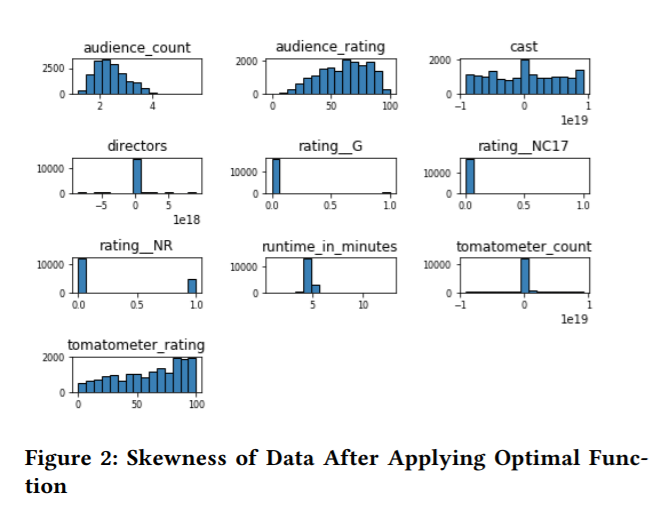 audience_count
audience_rating
cast
2500
0
2 4
2000
0
0 50 100
2000
0
−1 0 1
1e19
directors
rating__G
rating__NC17
10000
0
−5 0 5
1e18
10000
0
0.0 0.5 1.0
10000
0
0.0 0.5 1.0
rating__NR
runtime_in_minutes
tomatometer_count
10000
0
0.0 0.5 1.0
10000
0
5 10
10000
0
−1 0 1
1e19
tomatometer_rating
2000
0
0 50 100
Figure 2: Skewness of Data After Applying Optimal Func-
tion